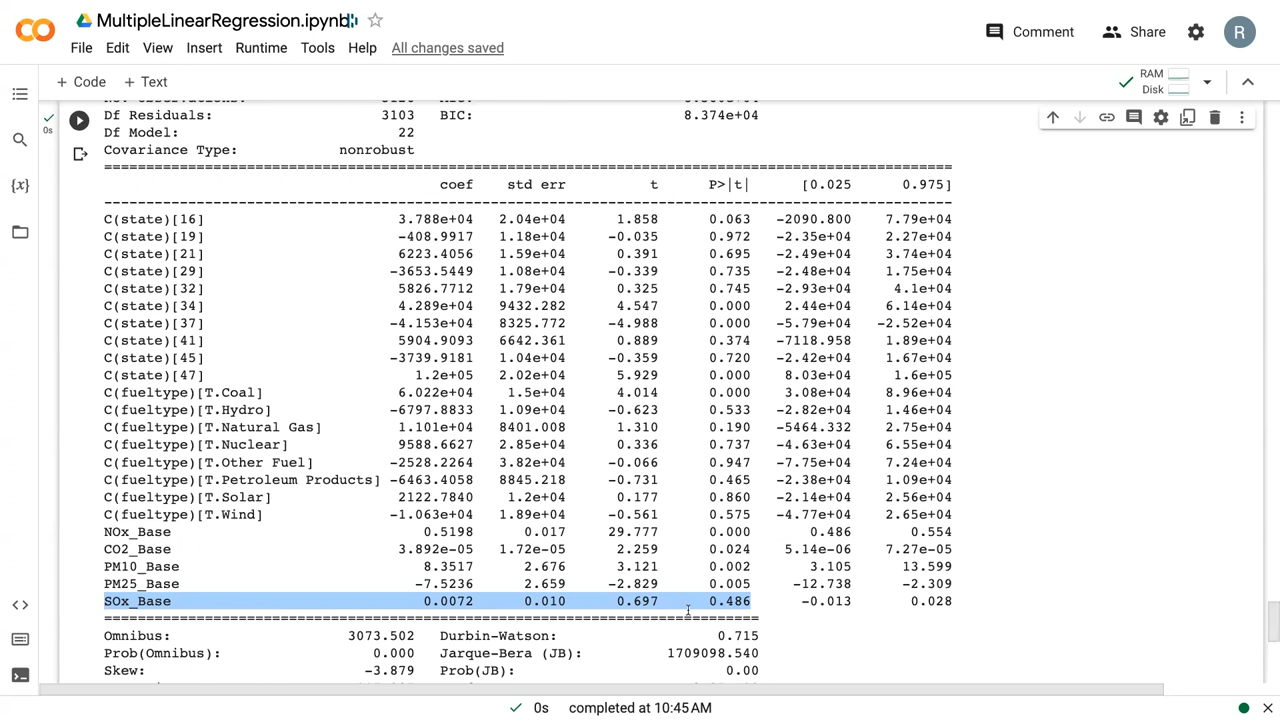 MultipleLinearRegression.ipynb
File Edit View Insert Runtime Tools Help All changes saved
Comment Share R
+ Code + Text
RAM
Disk
Df Residuals: 3103 BIC: 8.374e+04
Df Model: 22
Covariance Type: nonrobust
==========================================================================================
coef std err t P>|t| [0.025 0.975]
------------------------------------------------------------------------------------------
C(state)[16] 3.788e+04 2.04e+04 1.858 0.063 -2090.800 7.79e+04
C(state)[19] -408.9917 1.18e+04 -0.035 0.972 -2.35e+04 2.27e+04
C(state)[21] 6223.4056 1.59e+04 0.391 0.695 -2.49e+04 3.74e+04
C(state)[29] -3653.5449 1.08e+04 -0.339 0.735 -2.48e+04 1.75e+04
C(state)[32] 5826.7712 1.79e+04 0.325 0.745 -2.93e+04 4.1e+04
C(state)[34] 4.289e+04 9432.282 4.547 0.000 2.44e+04 6.14e+04
C(state)[37] -4.153e+04 8325.772 -4.988 0.000 -5.79e+04 -2.52e+04
C(state)[41] 5904.9093 6642.361 0.889 0.374 -7118.958 1.89e+04
C(state)[45] -3739.9181 1.04e+04 -0.359 0.720 -2.42e+04 1.67e+04
C(state)[47] 1.2e+05 2.02e+04 5.929 0.000 8.03e+04 1.6e+05
C(fueltype)[T.Coal] 6.022e+04 1.5e+04 4.014 0.000 3.08e+04 8.96e+04
C(fueltype)[T.Hydro] -6797.8833 1.09e+04 -0.623 0.533 -2.82e+04 1.46e+04
C(fueltype)[T.Natural Gas] 1.101e+04 8401.008 1.310 0.190 -5464.332 2.75e+04
C(fueltype)[T.Nuclear] 9588.6627 2.85e+04 0.336 0.737 -4.63e+04 6.55e+04
C(fueltype)[T.Other Fuel] -2528.2264 3.82e+04 -0.066 0.947 -7.75e+04 7.24e+04
C(fueltype)[T.Petroleum Products] -6463.4058 8845.218 -0.731 0.465 -2.38e+04 1.09e+04
C(fueltype)[T.Solar] 2122.7840 1.2e+04 0.177 0.860 -2.14e+04 2.56e+04
C(fueltype)[T.Wind] -1.063e+04 1.89e+04 -0.561 0.575 -4.77e+04 2.65e+04
NOx_Base 0.5198 0.017 29.777 0.000 0.486 0.554
CO2_Base 3.892e-05 1.72e-05 2.259 0.024 5.14e-06 7.27e-05
PM10_Base 8.3517 2.676 3.121 0.002 3.105 13.599
PM25_Base -7.5236 2.659 -2.829 0.005 -12.738 -2.309
SOx_Base 0.0072 0.010 0.697 0.486 -0.013 0.028
==============================================================================
Omnibus: 3073.502 Durbin-Watson: 0.715
Prob(Omnibus): 0.000 Jarque-Bera (JB): 1709098.540
Skew: -3.879 Prob(JB): 0.00
0s completed at 10:45 AM
0s
{x}